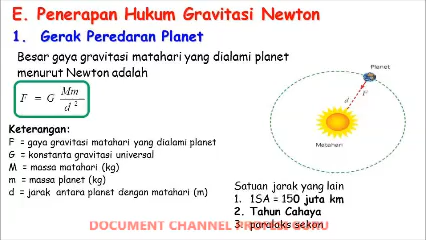 E. Penerapan Hukum Gravitasi Newton
1. Gerak Peredaran Planet
Besar gaya gravitasi matahari yang dialami planet
menurut Newton adalah
F = G Mm / d²
Planet
F
d
Matahari
Keterangan:
F = gaya gravitasi matahari yang dialami planet
G = konstanta gravitasi universal
M = massa matahari (kg)
m = massa planet (kg)
d = jarak antara planet dengan matahari (m)
Satuan jarak yang lain
1. 1SA = 150 juta km
2. Tahun Cahaya
3. paralaks sekon
DOCUMENT CHANNEL